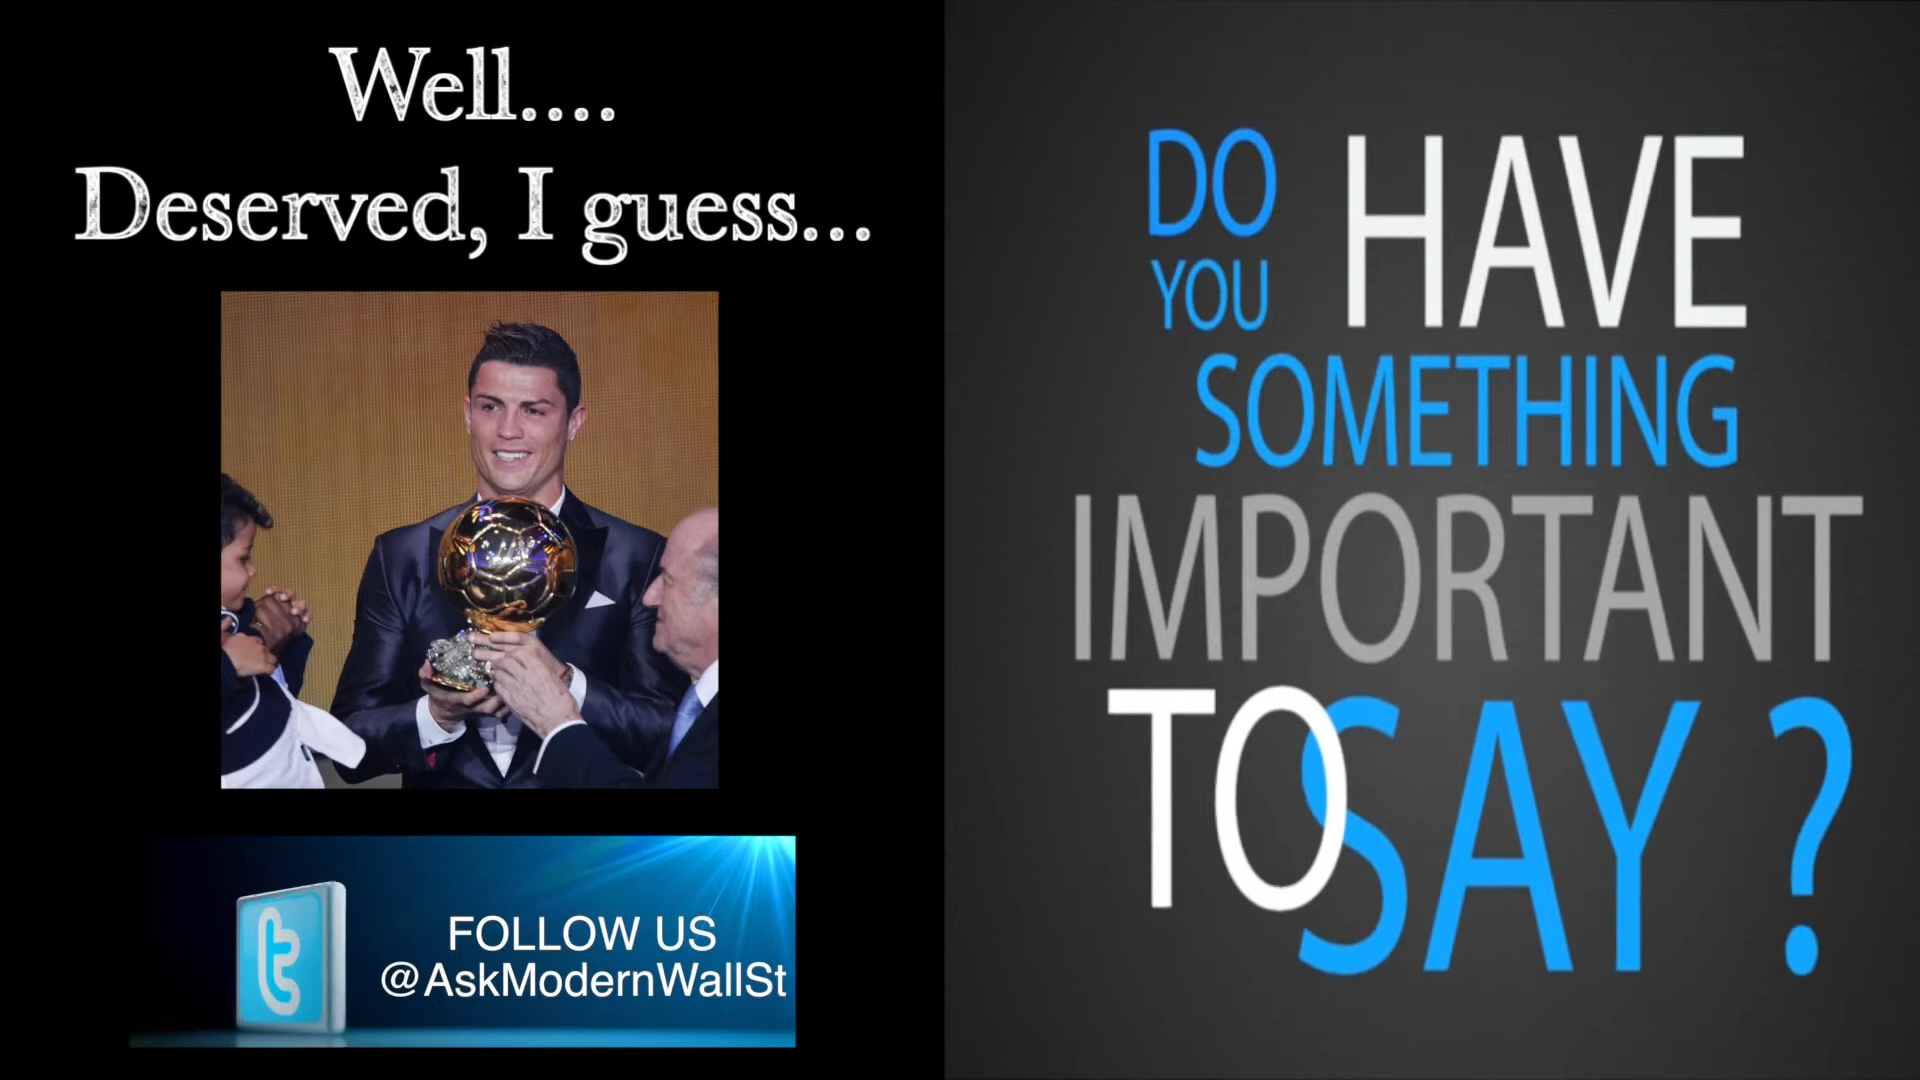 Well....
Deserved, I guess...
t
FOLLOW US
@AskModernWallSt
DO
YOU
HAVE
SOMETHING
IMPORTANT
TO SAY ?